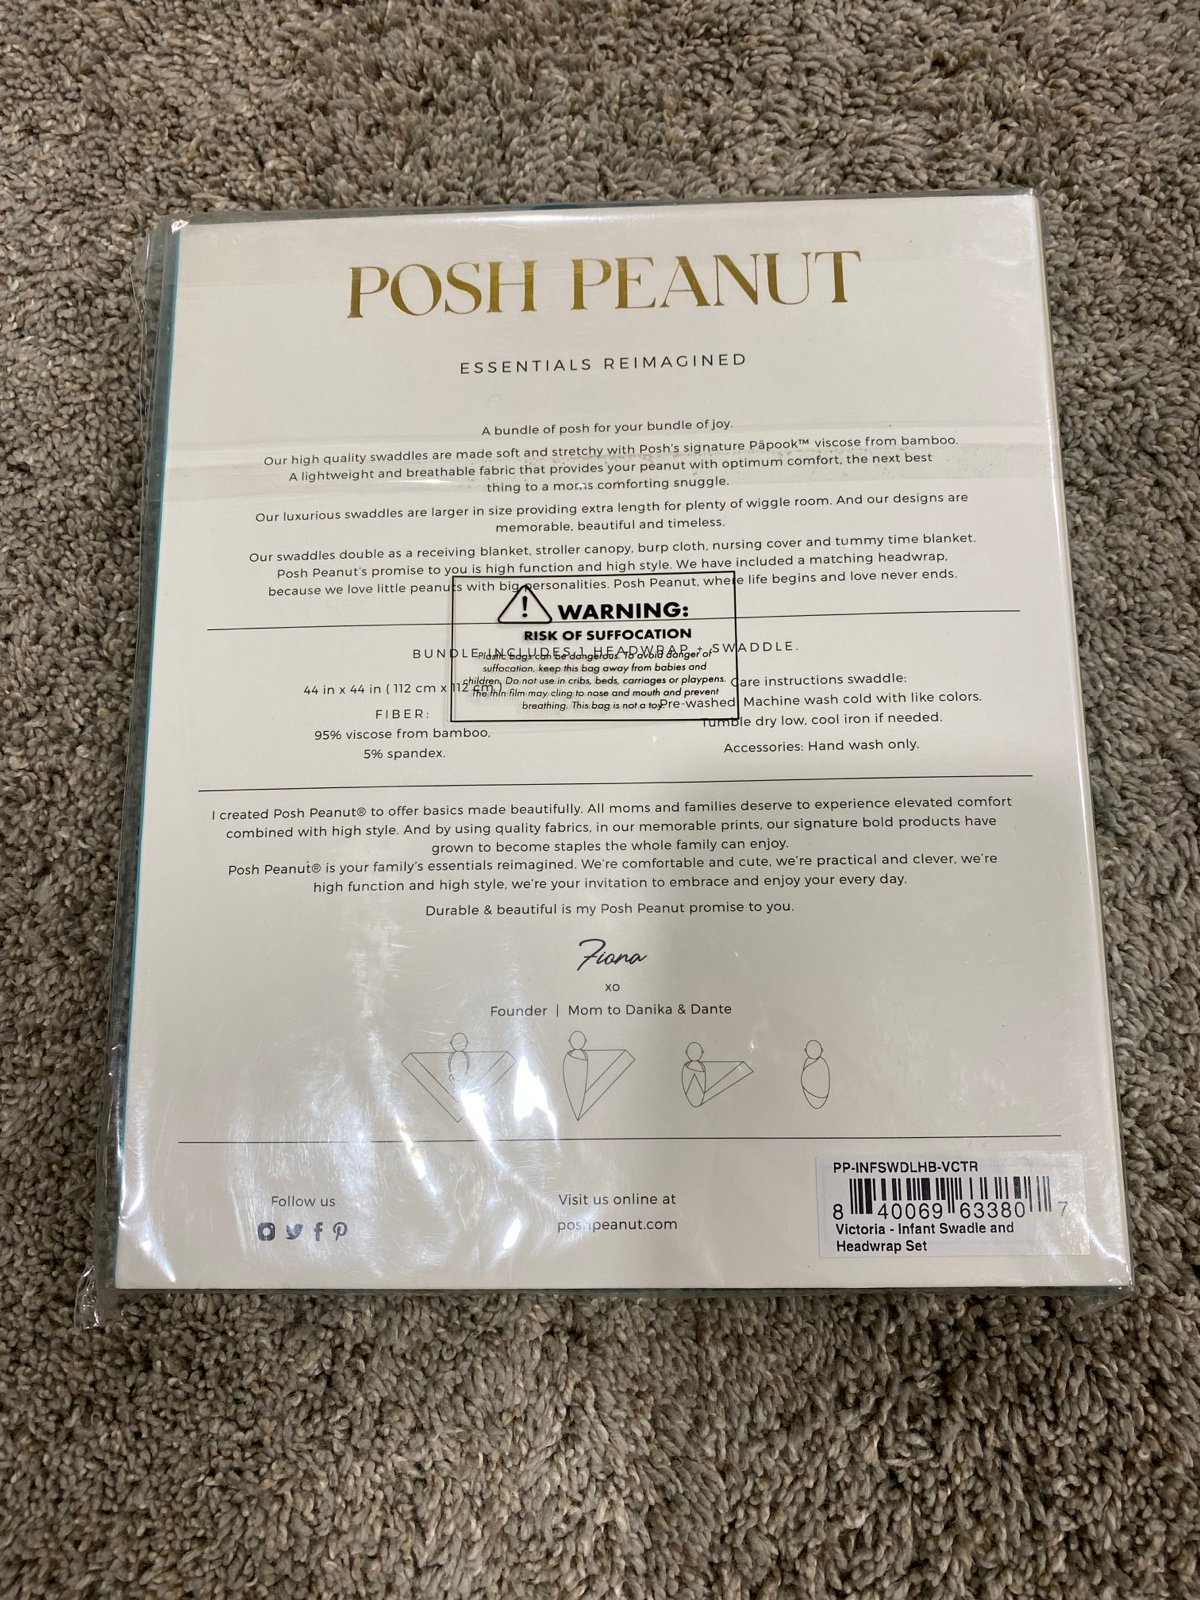 POSH PEANUT
ESSENTIALS REIMAGINED
A bundle of posh for your bundle of joy.
Our high quality swaddles are made soft and stretchy with Posh's signature Päpook™ viscose from bamboo.
A lightweight and breathable fabric that provides your peanut with optimum comfort, the next best
thing to a moms comforting snuggle.
Our luxurious swaddles are larger in size providing extra length for plenty of wiggle room. And our designs are
memorable, beautiful and timeless.
Our swaddles double as a receiving blanket, stroller canopy, burp cloth, nursing cover and tummy time blanket.
Posh Peanut's promise to you is high function and high style. We have included a matching headwrap,
because we love little peanuts with big personalities. Posh Peanut, where life begins and love never ends.
WARNING:
RISK OF SUFFOCATION
Plastic bags can be dangerous. To avoid danger of
suffocation, keep this bag away from babies and
children. Do not use in cribs, beds, carriages or playpens.
The thin film may cling to nose and mouth and prevent
breathing. This bag is not a toy.
BUNDLE INCLUDES 1 HEADWRAP + SWADDLE.
44 in x 44 in ( 112 cm x 112 cm )
FIBER:
95% viscose from bamboo,
5% spandex.
Care instructions swaddle:
Pre-washed. Machine wash cold with like colors.
Tumble dry low, cool iron if needed.
Accessories: Hand wash only.
I created Posh Peanut® to offer basics made beautifully. All moms and families deserve to experience elevated comfort
combined with high style. And by using quality fabrics, in our memorable prints, our signature bold products have
grown to become staples the whole family can enjoy.
Posh Peanut® is your family's essentials reimagined. We're comfortable and cute, we're practical and clever, we're
high function and high style, we're your invitation to embrace and enjoy your every day.
Durable & beautiful is my Posh Peanut promise to you.
Fiona
xo
Founder | Mom to Danika & Dante
Follow us
Visit us online at
poshpeanut.com
PP-INFSWDLHB-VCTR
8 40069 63380 7
Victoria - Infant Swadle and
Headwrap Set